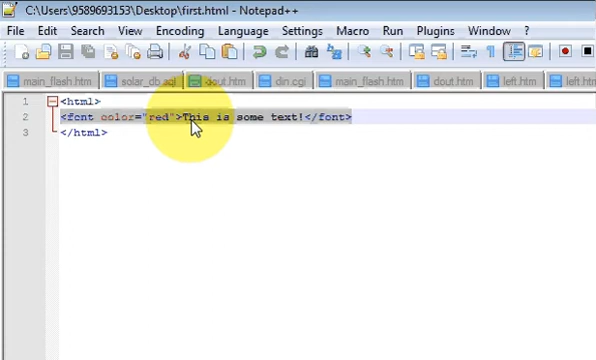 C:\Users\9589693153\Desktop\first.html - Notepad++
File Edit Search View Encoding Language Settings Macro Run Plugins Window ?
main_flash.htm solar_db.sql dout.htm din.cgi main_flash.htm dout.htm left.htm left.htm
1 <html>
2 <font color="red">This is some text!</font>
3 </html>